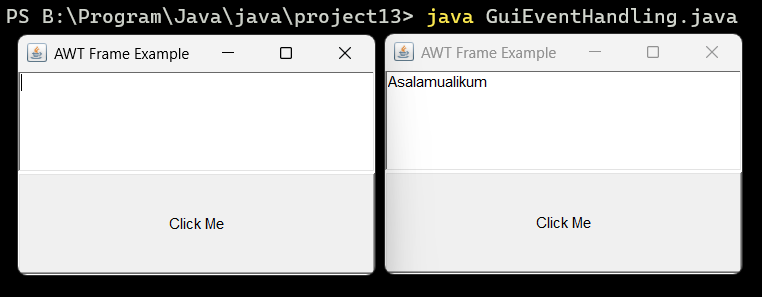 PS B:\Program\Java\java\project13> java GuiEventHandling.java
AWT Frame Example
AWT Frame Example
Asalamualikum
Click Me
Click Me